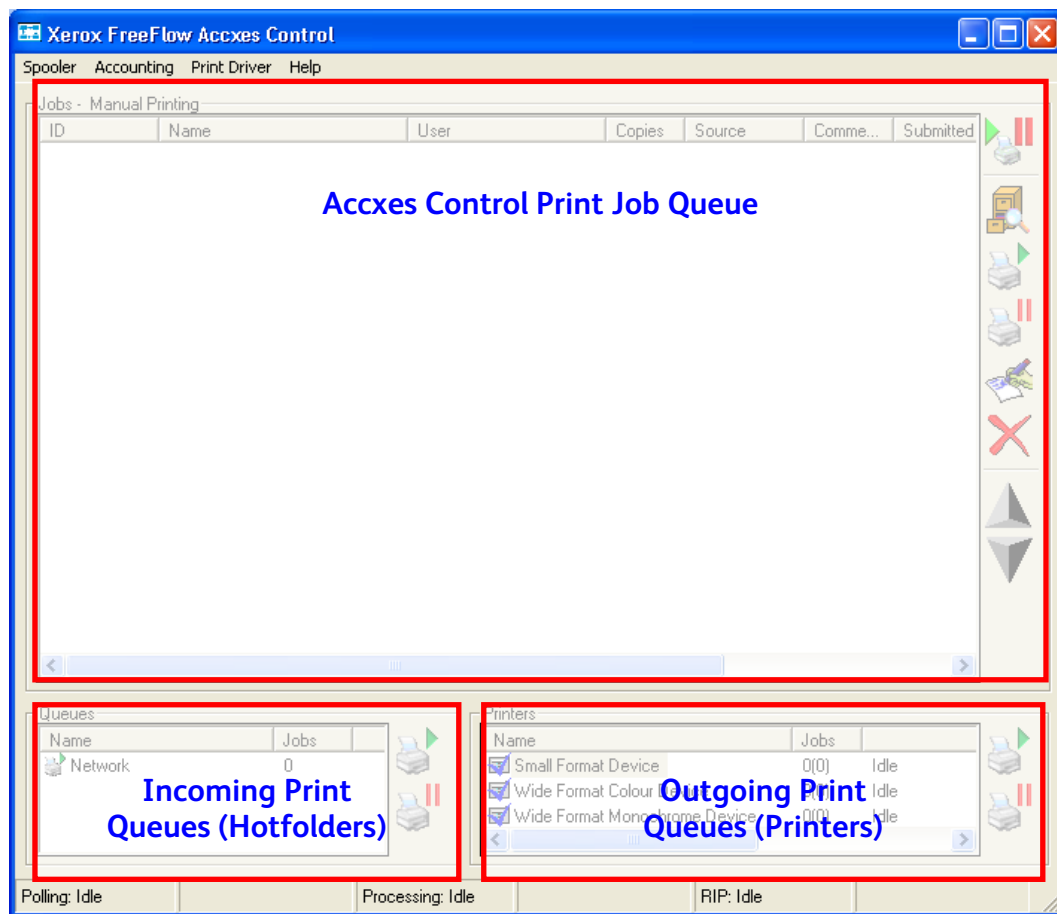 Xerox FreeFlow Accxes Control
Spooler Accounting Print Driver Help
Jobs - Manual Printing
ID Name User Copies Source Comme... Submitted
Accxes Control Print Job Queue
Queues
Name Jobs
Network 0
Incoming Print
Queues (Hotfolders)
Printers
Name Jobs
Small Format Device 0(0) Idle
Wide Format Colour Device 0(0) Idle
Wide Format Monochrome Device 0(0) Idle
Outgoing Print
Queues (Printers)
Polling: Idle Processing: Idle RIP: Idle